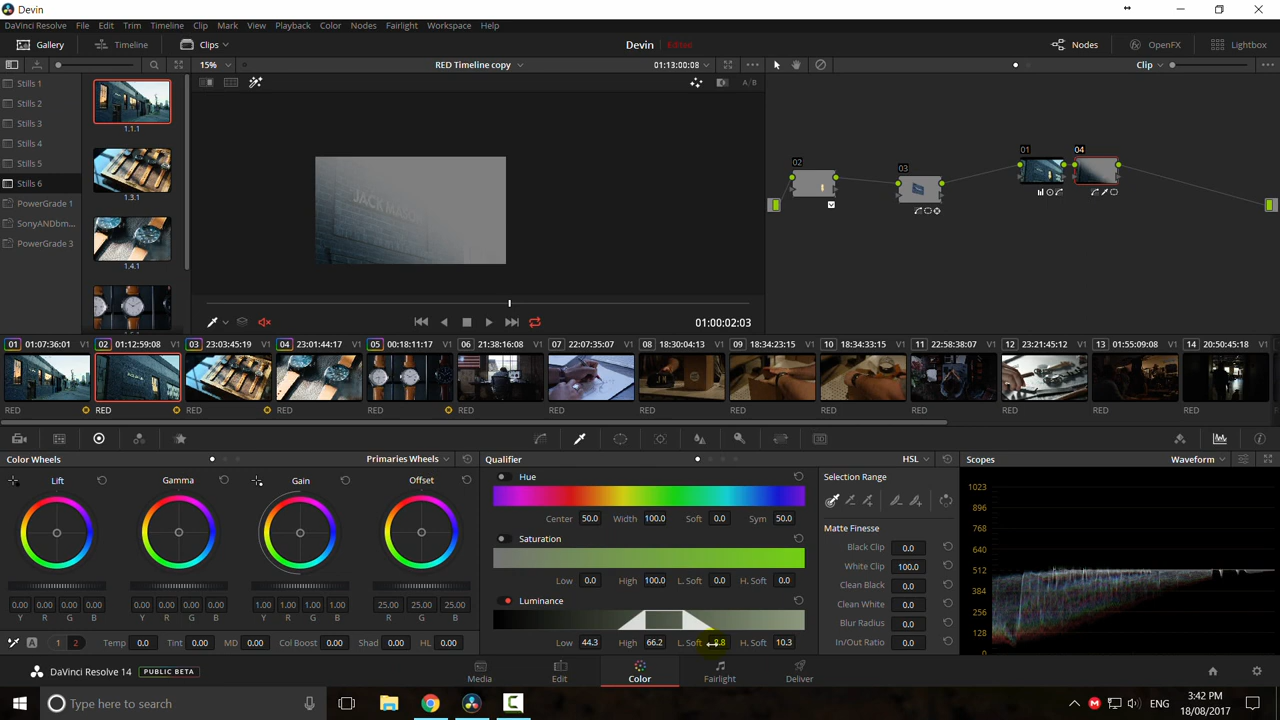 Devin
DaVinci Resolve File Edit Trim Timeline Clip Mark View Playback Color Nodes Fairlight Workspace Help
Gallery Timeline Clips Devin Edited Nodes OpenFX Lightbox
15% RED Timeline copy 01:13:00:08 Clip
Stills 1
Stills 2
Stills 3
Stills 4
Stills 5
Stills 6
PowerGrade 1
SonyANDbm...
PowerGrade 3
1.1.1
1.3.1
1.4.1
A/B
JACK MASON
02
03
01
04
01:00:02:03
01 01:07:36:01 V1 02 01:12:59:08 V1 03 23:03:45:19 V1 04 23:01:44:17 V1 05 00:18:11:17 V1 06 21:38:16:08 V1 07 22:07:35:07 V1 08 18:30:04:13 V1 09 18:34:23:15 V1 10 18:34:33:15 V1 11 22:58:38:07 V1 12 23:21:45:12 V1 13 01:55:09:08 V1 14 20:50:45:18 V1
RED RED RED RED RED RED RED RED RED RED RED RED RED RED
3D
Color Wheels Primaries Wheels
Lift Gamma Gain Offset
0.00 0.00 0.00 0.00 0.00 0.00 0.00 0.00 1.00 1.00 1.00 1.00 25.00 25.00 25.00
Y R G B Y R G B Y R G B R G B
A 1 2 Temp 0.0 Tint 0.00 MD 0.00 Col Boost 0.00 Shad 0.00 HL 0.00
Qualifier HSL
Hue
Center 50.0 Width 100.0 Soft 0.0 Sym 50.0
Saturation
Low 0.0 High 100.0 L. Soft 0.0 H. Soft 0.0
Luminance
Low 44.3 High 66.2 L. Soft 8.8 H. Soft 10.3
Selection Range
Matte Finesse
Black Clip 0.0
White Clip 100.0
Clean Black 0.0
Clean White 0.0
Blur Radius 0.0
In/Out Ratio 0.0
Scopes Waveform
1023
896
768
640
512
384
256
128
0
DaVinci Resolve 14 PUBLIC BETA
Media Edit Color Fairlight Deliver
Type here to search
ENG
3:42 PM
18/08/2017